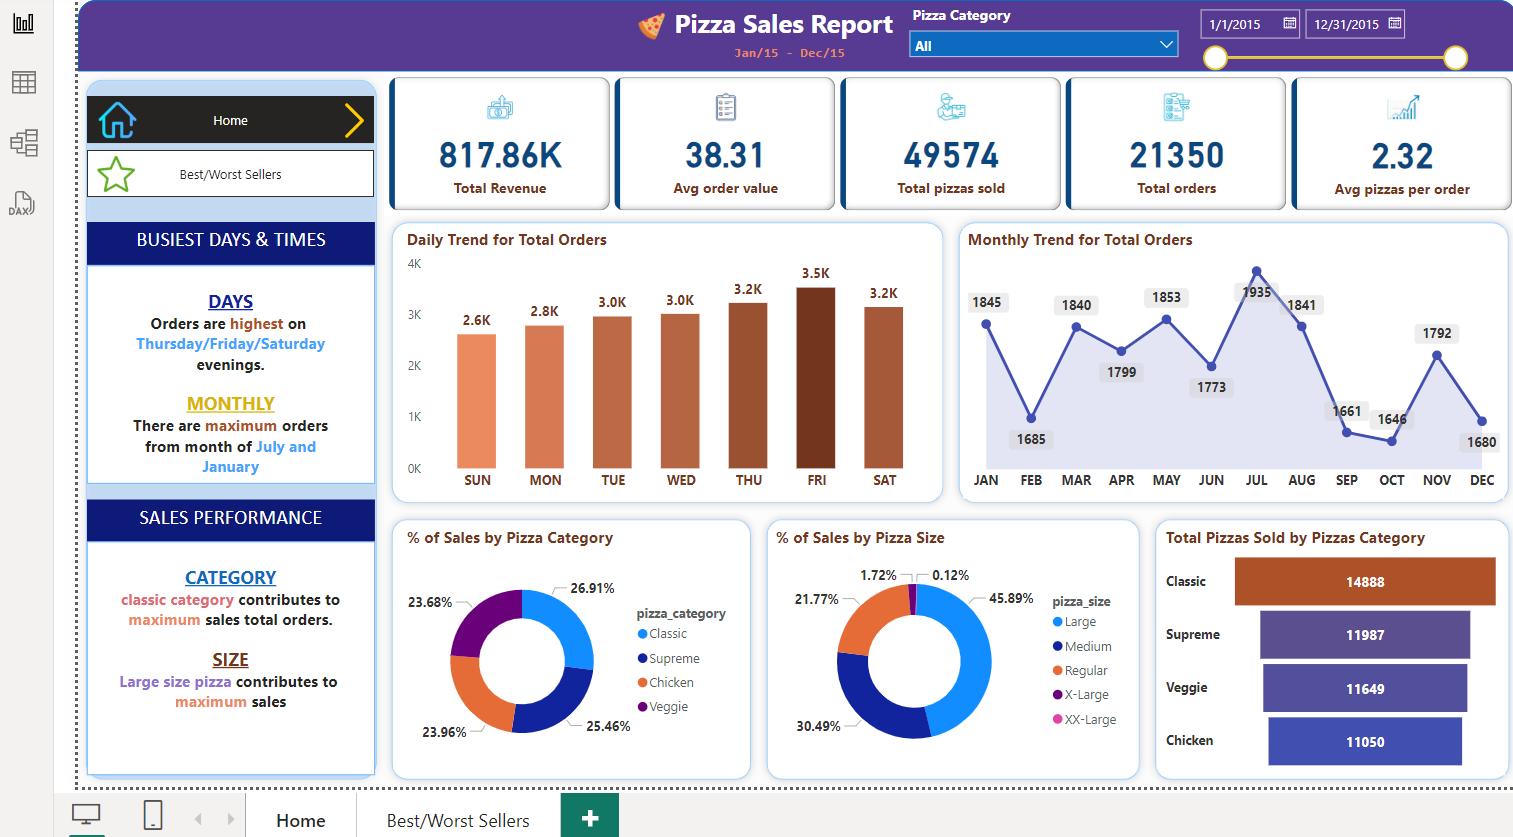 Pizza Sales Report
Jan/15 - Dec/15
Pizza Category
All
1/1/2015
12/31/2015
Home
Best/Worst Sellers
DAX
817.86K
Total Revenue
38.31
Avg order value
49574
Total pizzas sold
21350
Total orders
2.32
Avg pizzas per order
BUSIEST DAYS & TIMES
DAYS
Orders are highest on
Thursday/Friday/Saturday
evenings.
MONTHLY
There are maximum orders
from month of July and
January
SALES PERFORMANCE
CATEGORY
classic category contributes to
maximum sales total orders.
SIZE
Large size pizza contributes to
maximum sales
Daily Trend for Total Orders
4K
3K
2K
1K
0K
2.6K
2.8K
3.0K
3.0K
3.2K
3.5K
3.2K
SUN MON TUE WED THU FRI SAT
Monthly Trend for Total Orders
1845
1685
1840
1799
1853
1773
1935
1841
1661
1646
1792
1680
JAN FEB MAR APR MAY JUN JUL AUG SEP OCT NOV DEC
% of Sales by Pizza Category
26.91%
25.46%
23.96%
23.68%
pizza_category
Classic
Supreme
Chicken
Veggie
% of Sales by Pizza Size
1.72%
0.12%
21.77%
45.89%
30.49%
pizza_size
Large
Medium
Regular
X-Large
XX-Large
Total Pizzas Sold by Pizzas Category
Classic 14888
Supreme 11987
Veggie 11649
Chicken 11050
Home
Best/Worst Sellers